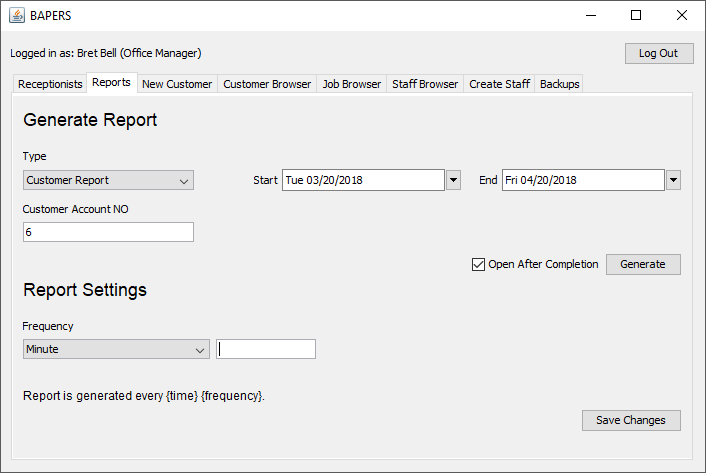 BAPERS
Logged in as: Bret Bell (Office Manager)
Log Out
Receptionists Reports New Customer Customer Browser Job Browser Staff Browser Create Staff Backups
Generate Report
Type
Customer Report Start Tue 03/20/2018 End Fri 04/20/2018
Customer Account NO
6
Open After Completion Generate
Report Settings
Frequency
Minute
Report is generated every {time} {frequency}.
Save Changes